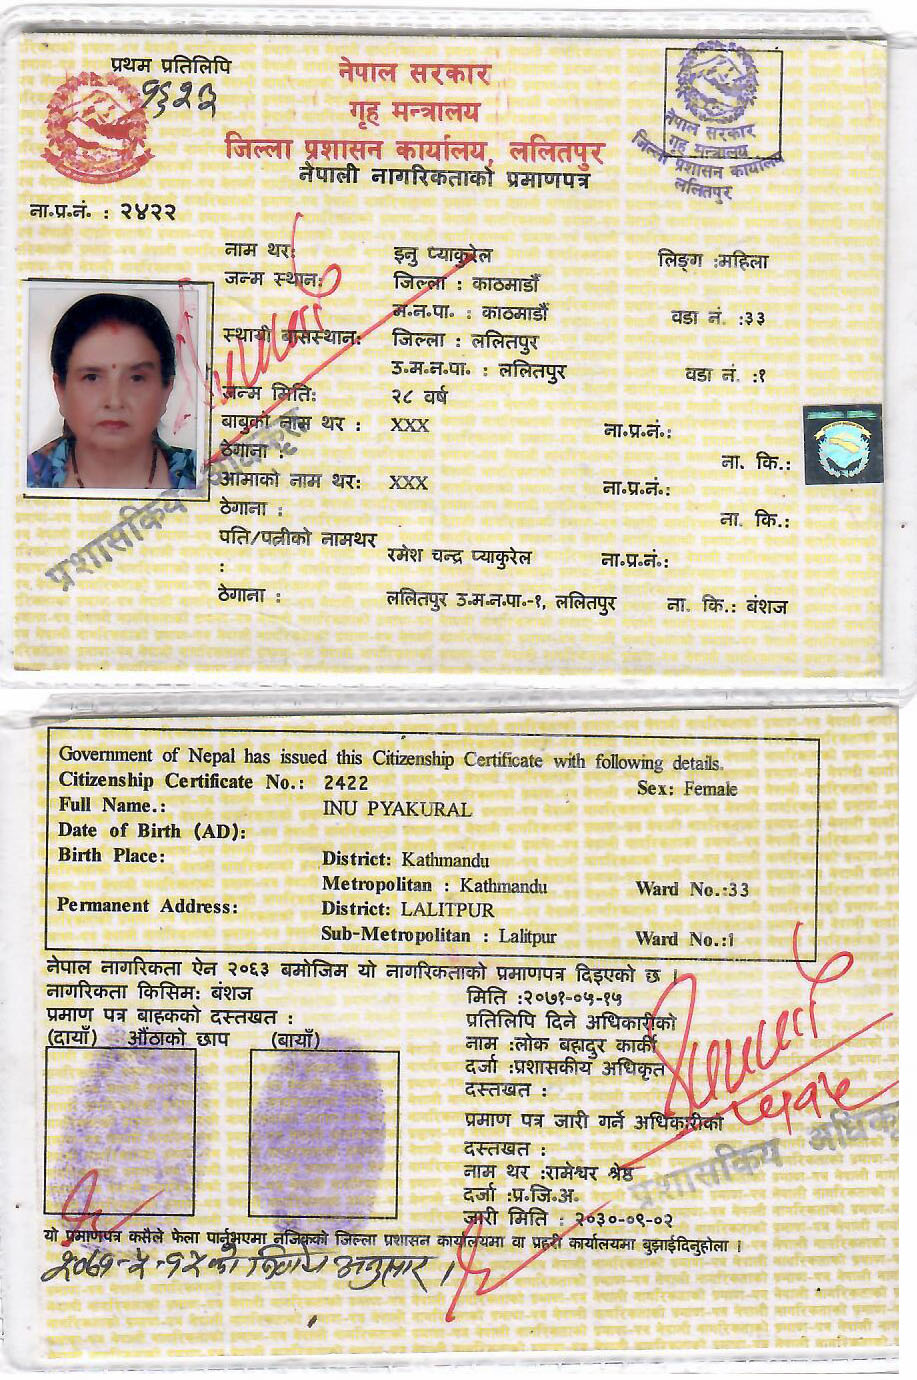 प्रथम प्रतिलिपि
नेपाल सरकार
गृह मन्त्रालय
जिल्ला प्रशासन कार्यालय, ललितपुर
नेपाली नागरिकताको प्रमाणपत्र
नेपाल सरकार
गृह मन्त्रालय
जिल्ला प्रशासन कार्यालय
ललितपुर
ना.प्र.नं. : २४२२
नाम थर: इनु प्याकुरेल लिङ्ग :महिला
जन्म स्थान: जिल्ला : काठमाडौं
म.न.पा. : काठमाडौं वडा नं :३३
स्थायी बासस्थान: जिल्ला : ललितपुर
उ.म.न.पा. : ललितपुर वडा नं. :१
जन्म मिति: २८ वर्ष
बाबुको नाम थर : XXX ना.प्र.नं.:
ठेगाना : ना. कि.:
आमाको नाम थर: XXX ना.प्र.नं.:
ठेगाना : ना. कि.:
पति/पत्नीको नामथर
: रमेश चन्द्र प्याकुरेल ना.प्र.नं.:
ठेगाना : ललितपुर उ.म.न.पा.-१, ललितपुर ना. कि.: बंशज
प्रशासकिय अधिकृत
Government of Nepal has issued this Citizenship Certificate with following details.
Citizenship Certificate No.: 2422 Sex: Female
Full Name.: INU PYAKURAL
Date of Birth (AD):
Birth Place: District: Kathmandu
Metropolitan : Kathmandu Ward No.:33
Permanent Address: District: LALITPUR
Sub-Metropolitan : Lalitpur Ward No.:1
नेपाल नागरिकता ऐन २०६३ बमोजिम यो नागरिकताको प्रमाणपत्र दिइएको छ ।
नागरिकता किसिम: बंशज
प्रमाण पत्र बाहकको दस्तखत :
(दायाँ) औंठाको छाप (बायाँ)
मिति :२०७१-०५-१५
प्रतिलिपि दिने अधिकारीको
नाम :लोक बहादुर कार्की
दर्जा :प्रशासकीय अधिकृत
दस्तखत :
प्रमाण पत्र जारी गर्ने अधिकारीको
दस्तखत :
नाम थर :रामेश्वर श्रेष्ठ
दर्जा :प्र.जि.अ.
जारी मिति : २०३०-०९-०२
प्रशासकिय अधिकृत
यो प्रमाणपत्र कसैले फेला पार्नुभएमा नजिकको जिल्ला प्रशासन कार्यालयमा वा प्रहरी कार्यालयमा बुझाईदिनुहोला ।
को निर्णय अनुसार ।